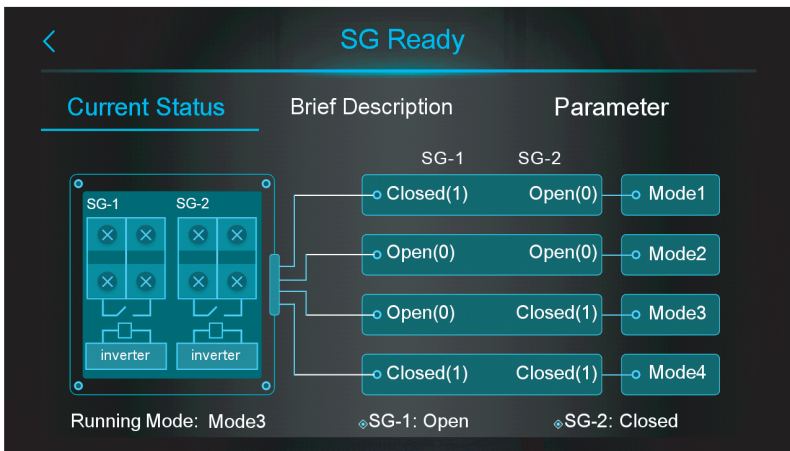 SG Ready
Current Status Brief Description Parameter
SG-1 SG-2
SG-1 SG-2
Closed(1) Open(0) Mode1
Open(0) Open(0) Mode2
Open(0) Closed(1) Mode3
Closed(1) Closed(1) Mode4
inverter inverter
Running Mode: Mode3 SG-1: Open SG-2: Closed